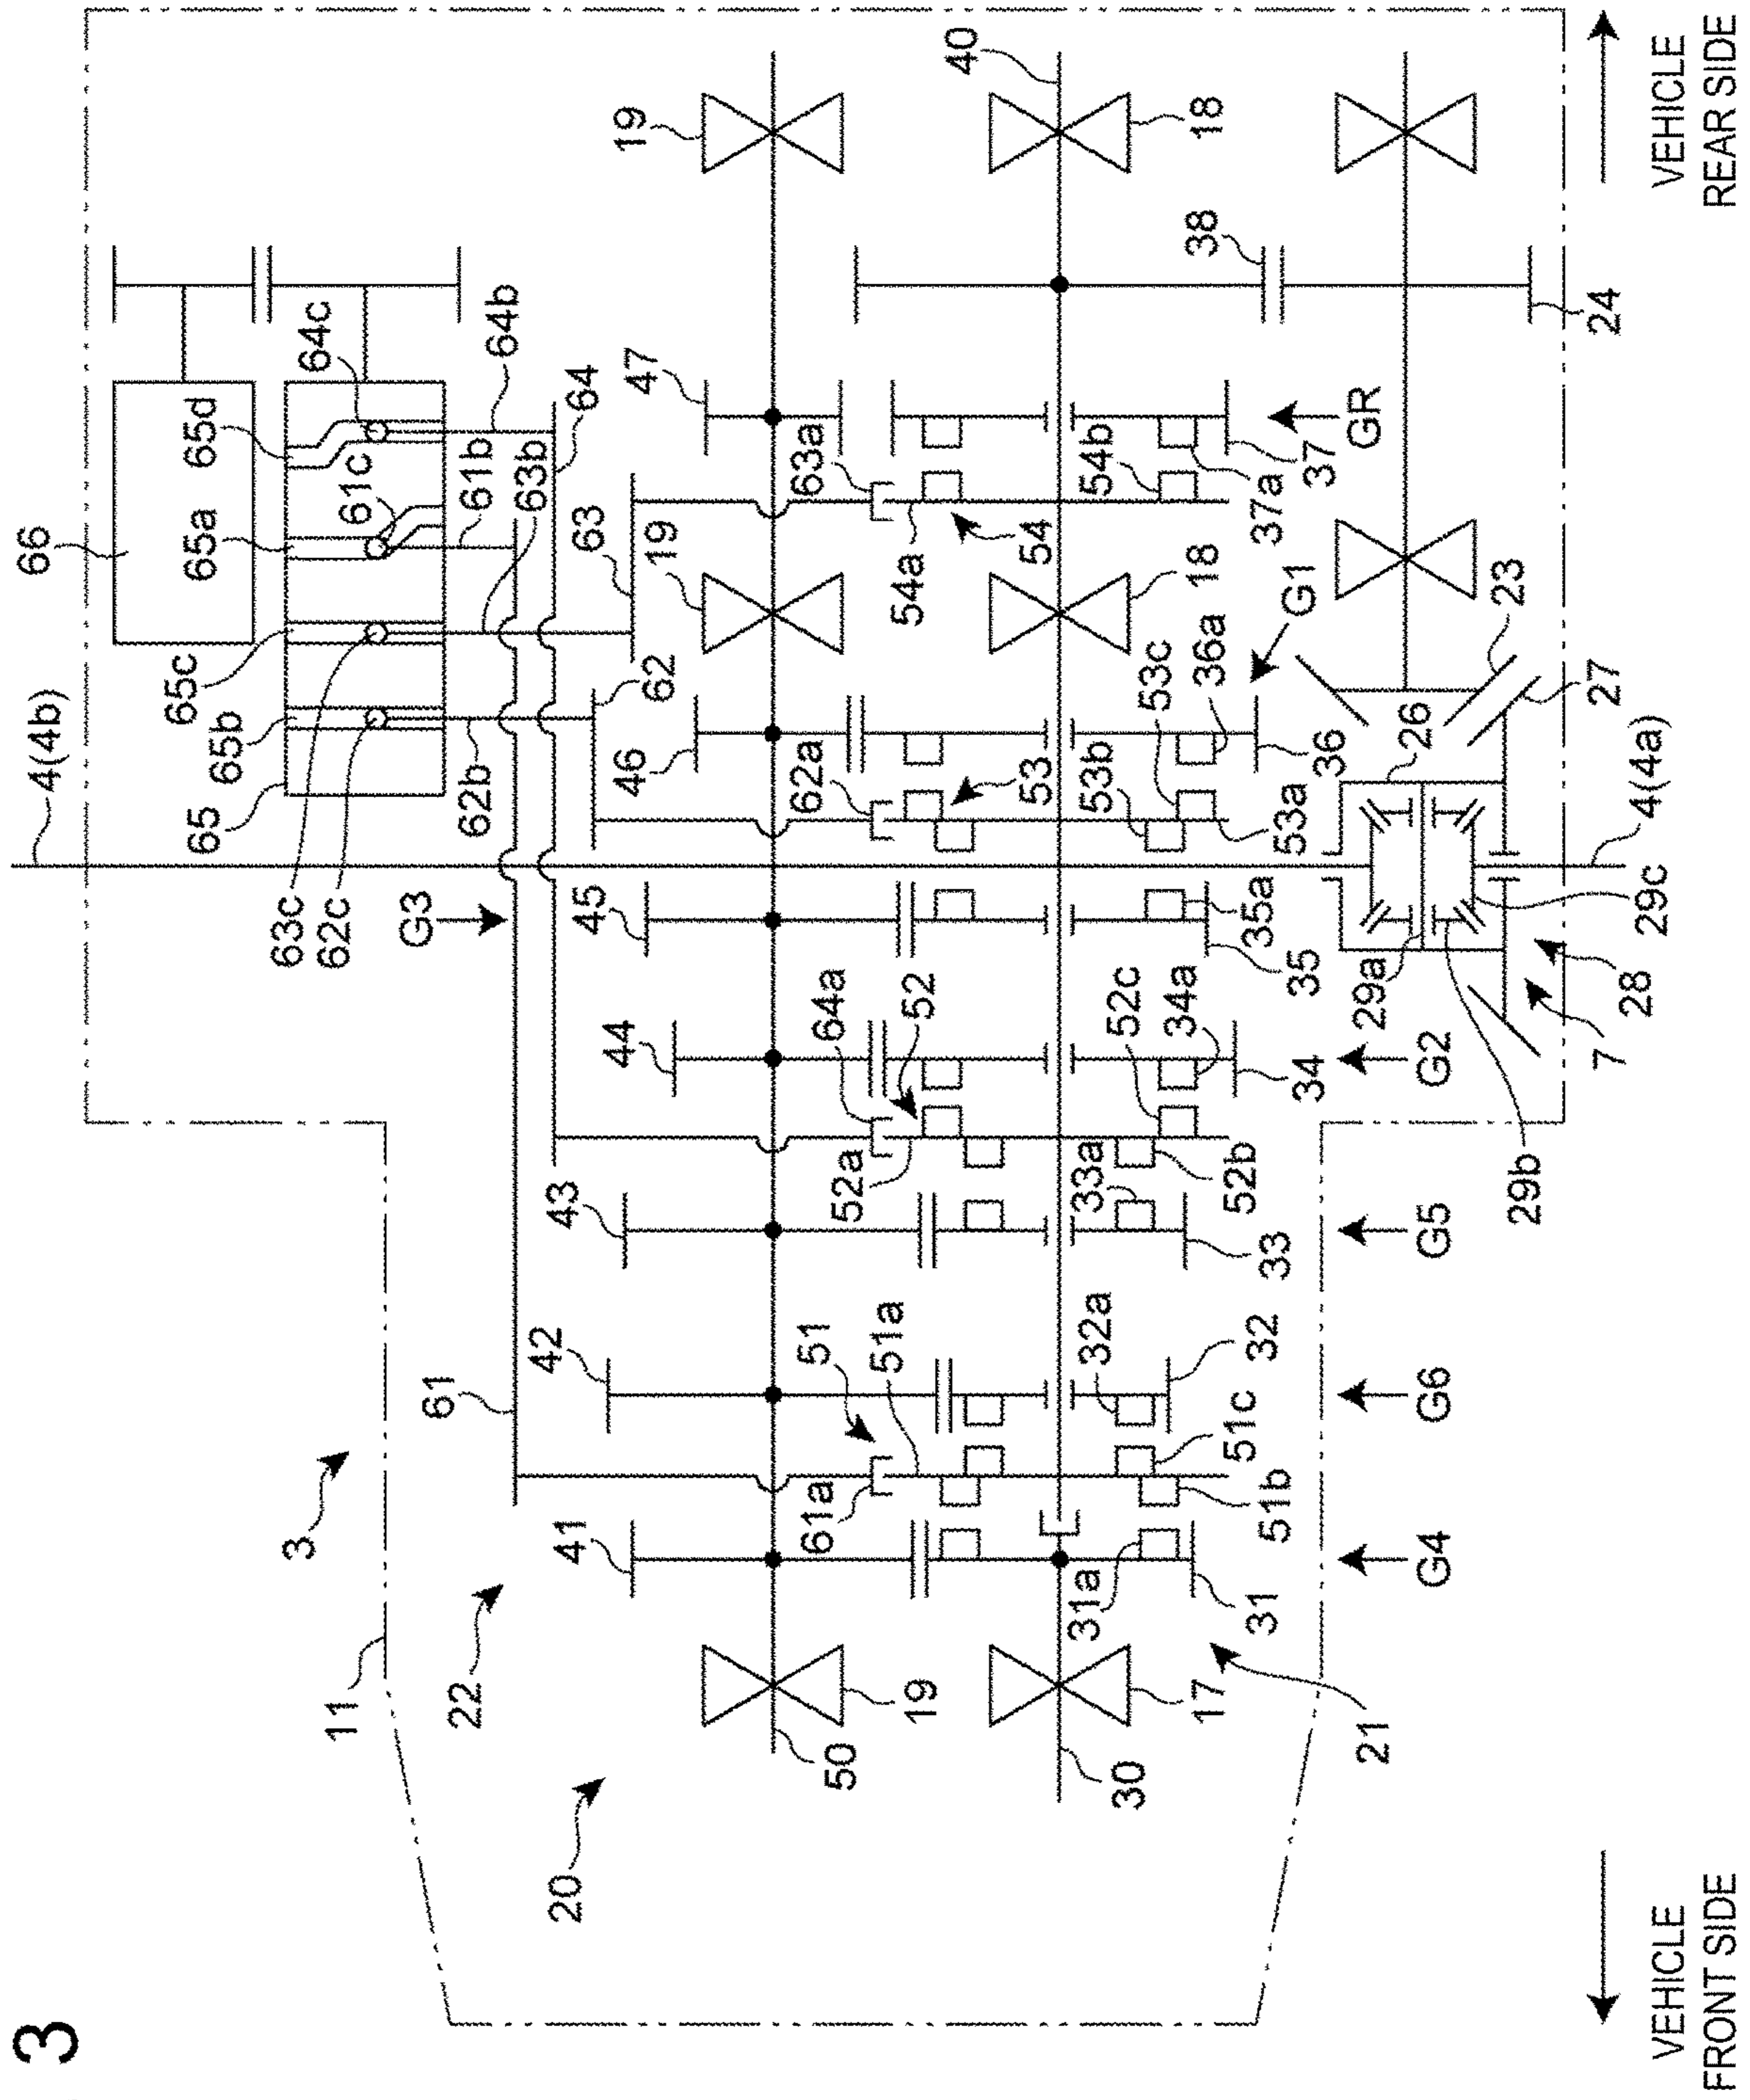 3
66
4(4b)
19
40
18
38
24
VEHICLE
REAR SIDE
65d
64c
64b
65a
61c
61b
63b
64
47
63a
54b
37a
37
GR
65c
65b
65
63c
62c
62b
63
19
62
54a
54
18
G1
46
62a
53
53b
53c
36a
36
53a
23
27
26
4(4a)
G3
45
35a
35
29a
29c
28
7
29b
44
64a
52
52c
34a
34
G2
43
52a
33a
52b
33
G5
61
42
51
51a
32a
32
G6
3
61a
51c
51b
41
31a
31
G4
11
22
19
17
21
50
30
20
VEHICLE
FRONT SIDE